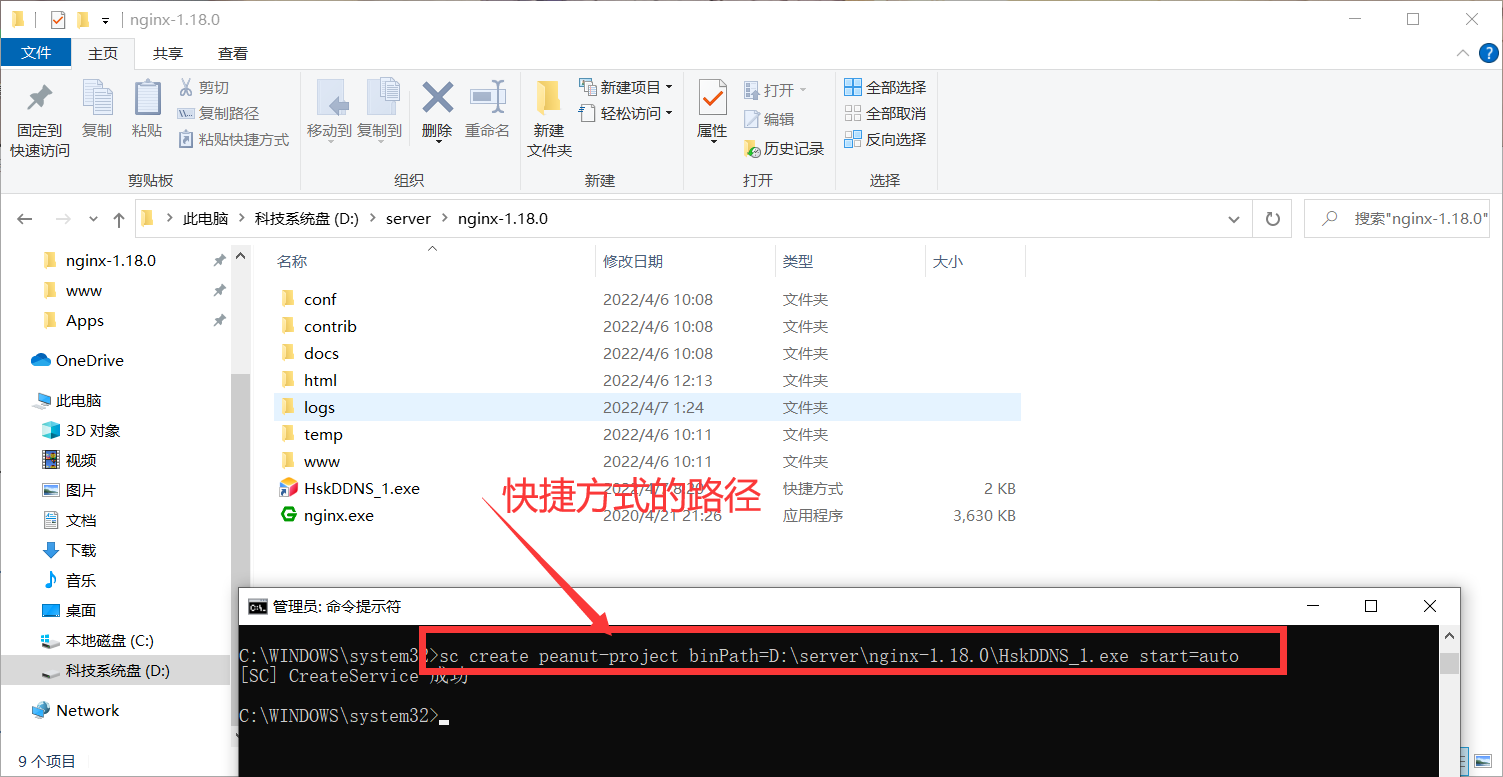 nginx-1.18.0
文件 主页 共享 查看
固定到
快速访问
复制
粘贴
剪切
复制路径
粘贴快捷方式
移动到
复制到
删除
重命名
新建
文件夹
新建项目
轻松访问
属性
打开
编辑
历史记录
全部选择
全部取消
反向选择
剪贴板 组织 新建 打开 选择
此电脑 科技系统盘 (D:) server nginx-1.18.0
搜索"nginx-1.18.0"
nginx-1.18.0
www
Apps
OneDrive
此电脑
3D 对象
视频
图片
文档
下载
音乐
桌面
本地磁盘 (C:)
科技系统盘 (D:)
Network
名称 修改日期 类型 大小
conf 2022/4/6 10:08 文件夹
contrib 2022/4/6 10:08 文件夹
docs 2022/4/6 10:08 文件夹
html 2022/4/6 12:13 文件夹
logs 2022/4/7 1:24 文件夹
temp 2022/4/6 10:11 文件夹
www 2022/4/6 10:11 文件夹
HskDDNS_1.exe 快捷方式 2 KB
nginx.exe 2020/4/21 21:26 应用程序 3,630 KB
快捷方式的路径
管理员: 命令提示符
C:\WINDOWS\system32>sc create peanut-project binPath=D:\server\nginx-1.18.0\HskDDNS_1.exe start=auto
[SC] CreateService 成功
C:\WINDOWS\system32>
9 个项目